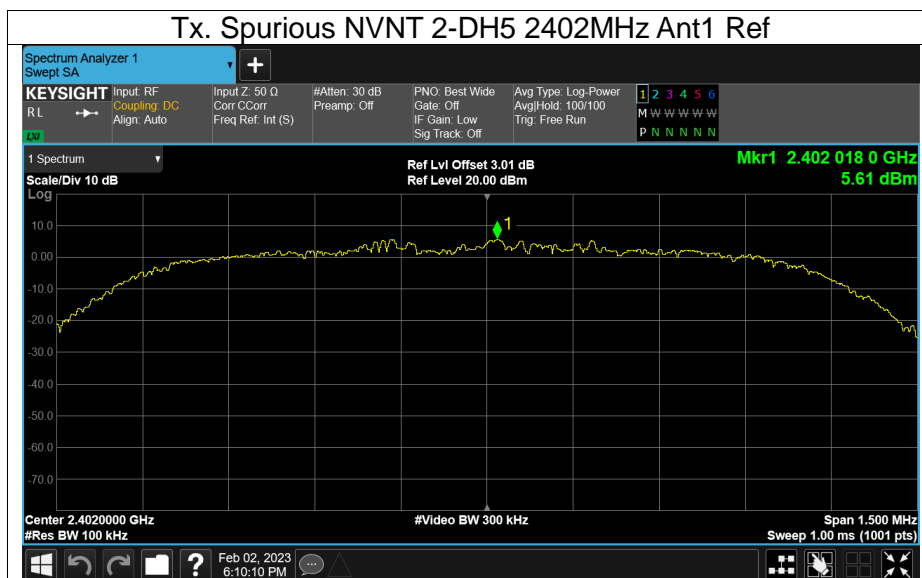 Tx. Spurious NVNT 2-DH5 2402MHz Ant1 Ref
Spectrum Analyzer 1
Swept SA
+
KEYSIGHT
R L
LXI
Input: RF
Coupling: DC
Align: Auto
Input Z: 50 Ω
Corr CCorr
Freq Ref: Int (S)
#Atten: 30 dB
Preamp: Off
PNO: Best Wide
Gate: Off
IF Gain: Low
Sig Track: Off
Avg Type: Log-Power
Avg|Hold: 100/100
Trig: Free Run
1 2 3 4 5 6
M W W W W W
P N N N N N
1 Spectrum
Scale/Div 10 dB
Log
Ref Lvl Offset 3.01 dB
Ref Level 20.00 dBm
Mkr1 2.402 018 0 GHz
5.61 dBm
1
10.0
0.00
-10.0
-20.0
-30.0
-40.0
-50.0
-60.0
-70.0
Center 2.4020000 GHz
#Res BW 100 kHz
#Video BW 300 kHz
Span 1.500 MHz
Sweep 1.00 ms (1001 pts)
?
Feb 02, 2023
6:10:10 PM